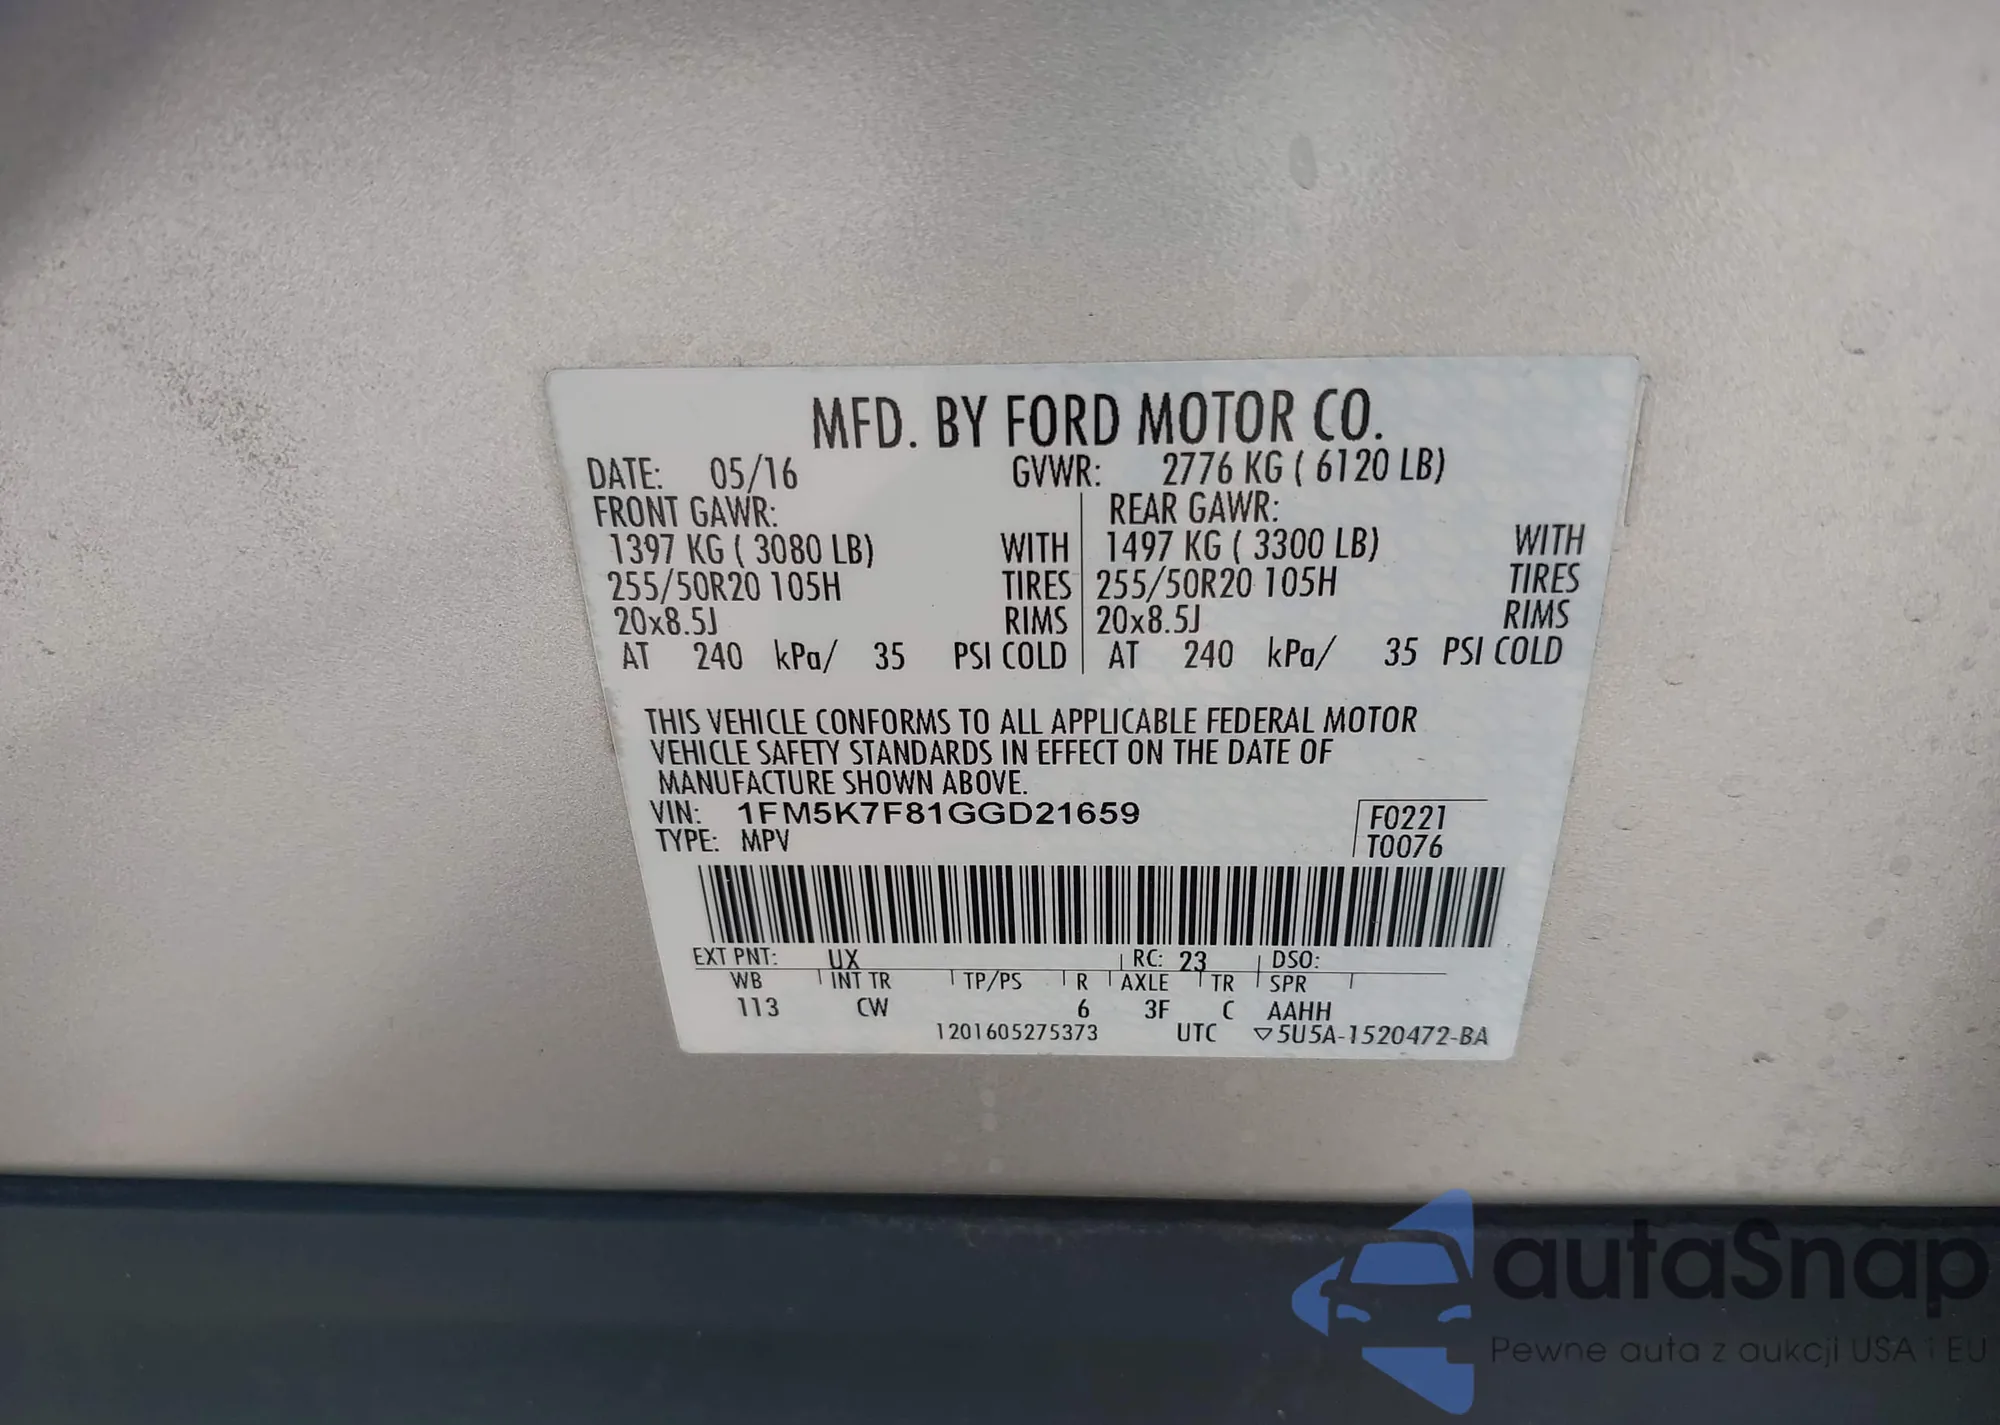 MFD. BY FORD MOTOR CO.
DATE: 05/16 GVWR: 2776 KG ( 6120 LB)
FRONT GAWR: REAR GAWR:
1397 KG ( 3080 LB) WITH 1497 KG ( 3300 LB) WITH
255/50R20 105H TIRES 255/50R20 105H TIRES
20x8.5J RIMS 20x8.5J RIMS
AT 240 kPa/ 35 PSI COLD AT 240 kPa/ 35 PSI COLD
THIS VEHICLE CONFORMS TO ALL APPLICABLE FEDERAL MOTOR
VEHICLE SAFETY STANDARDS IN EFFECT ON THE DATE OF
MANUFACTURE SHOWN ABOVE.
VIN: 1FM5K7F81GGD21659 F0221
TYPE: MPV T0076
EXT PNT: UX RC: 23 DSO:
WB INT TR TP/PS R AXLE TR SPR
113 CW 6 3F C AAHH
1201605275373 UTC ▽5U5A-1520472-BA
autaSnap
Pewne auta z aukcji USA i EU